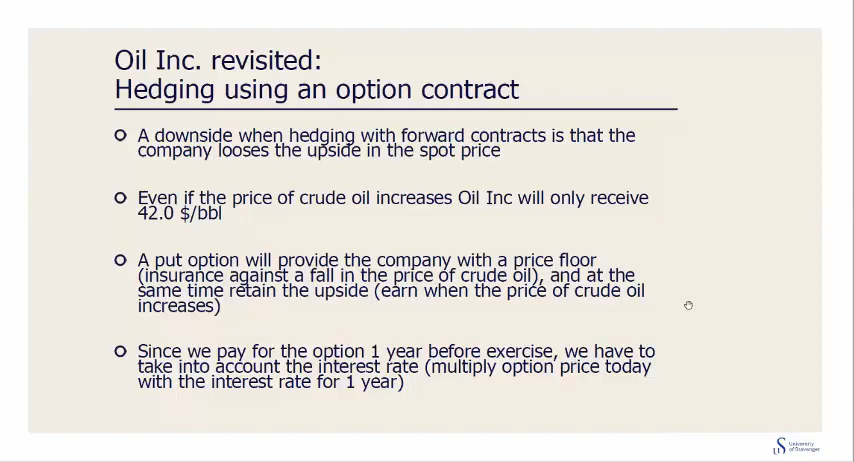 Oil Inc. revisited:
Hedging using an option contract
A downside when hedging with forward contracts is that the
company looses the upside in the spot price
Even if the price of crude oil increases Oil Inc will only receive
42.0 $/bbl
A put option will provide the company with a price floor
(insurance against a fall in the price of crude oil), and at the
same time retain the upside (earn when the price of crude oil
increases)
Since we pay for the option 1 year before exercise, we have to
take into account the interest rate (multiply option price today
with the interest rate for 1 year)
University
of Stavanger